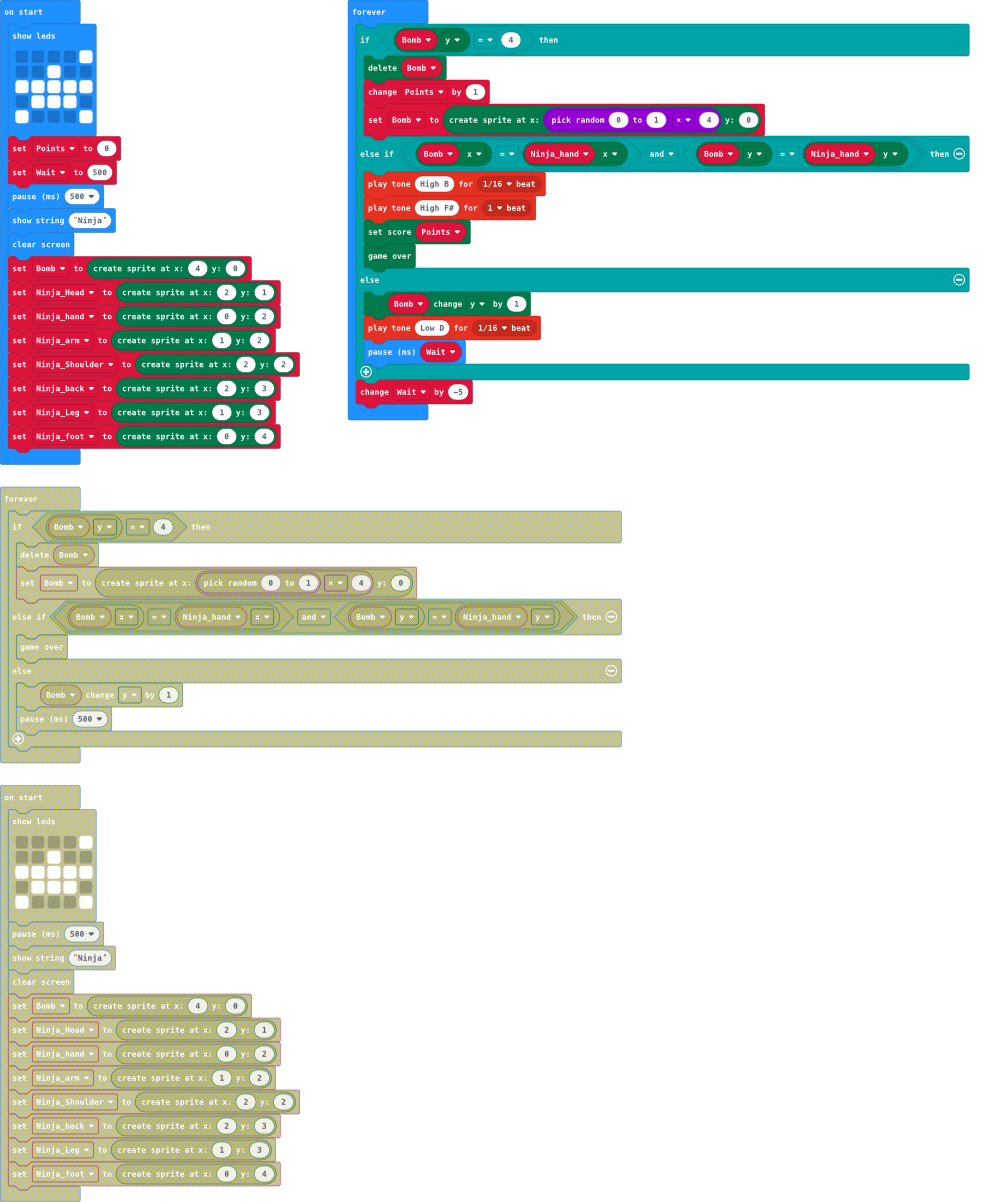 on start
show leds
set Points to 0
set Wait to 500
pause (ms) 500
show string "Ninja"
clear screen
set Bomb to create sprite at x: 4 y: 0
set Ninja_Head to create sprite at x: 2 y: 1
set Ninja_hand to create sprite at x: 0 y: 2
set Ninja_arm to create sprite at x: 1 y: 2
set Ninja_Shoulder to create sprite at x: 2 y: 2
set Ninja_back to create sprite at x: 2 y: 3
set Ninja_Leg to create sprite at x: 1 y: 3
set Ninja_foot to create sprite at x: 0 y: 4
forever
if Bomb y = 4 then
delete Bomb
change Points by 1
set Bomb to create sprite at x: pick random 0 to 1 × 4 y: 0
else if Bomb x = Ninja_hand x and Bomb y = Ninja_hand y then
play tone High B for 1/16 beat
play tone High F# for 1 beat
set score Points
game over
else
Bomb change y by 1
play tone Low D for 1/16 beat
pause (ms) Wait
change Wait by -5
forever
if Bomb y = 4 then
delete Bomb
set Bomb to create sprite at x: pick random 0 to 1 × 4 y: 0
else if Bomb x = Ninja_hand x and Bomb y = Ninja_hand y then
game over
else
Bomb change y by 1
pause (ms) 500
on start
show leds
pause (ms) 500
show string "Ninja"
clear screen
set Bomb to create sprite at x: 4 y: 0
set Ninja_Head to create sprite at x: 2 y: 1
set Ninja_hand to create sprite at x: 0 y: 2
set Ninja_arm to create sprite at x: 1 y: 2
set Ninja_Shoulder to create sprite at x: 2 y: 2
set Ninja_back to create sprite at x: 2 y: 3
set Ninja_Leg to create sprite at x: 1 y: 3
set Ninja_foot to create sprite at x: 0 y: 4